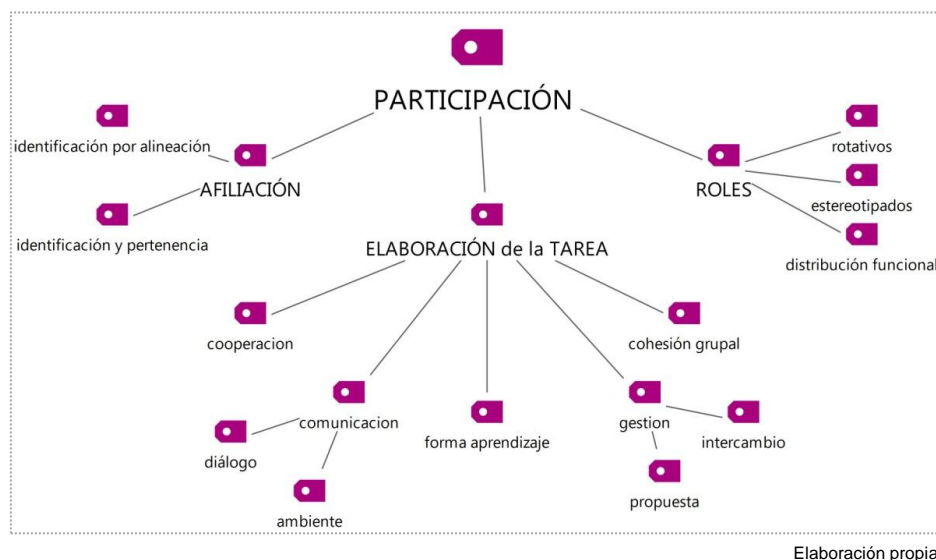 PARTICIPACIÓN
identificación por alineación
AFILIACIÓN
identificación y pertenencia
rotativos
ROLES
estereotipados
distribución funcional
ELABORACIÓN de la TAREA
cooperacion
cohesión grupal
comunicacion
diálogo
ambiente
forma aprendizaje
gestion
intercambio
propuesta
Elaboración propia